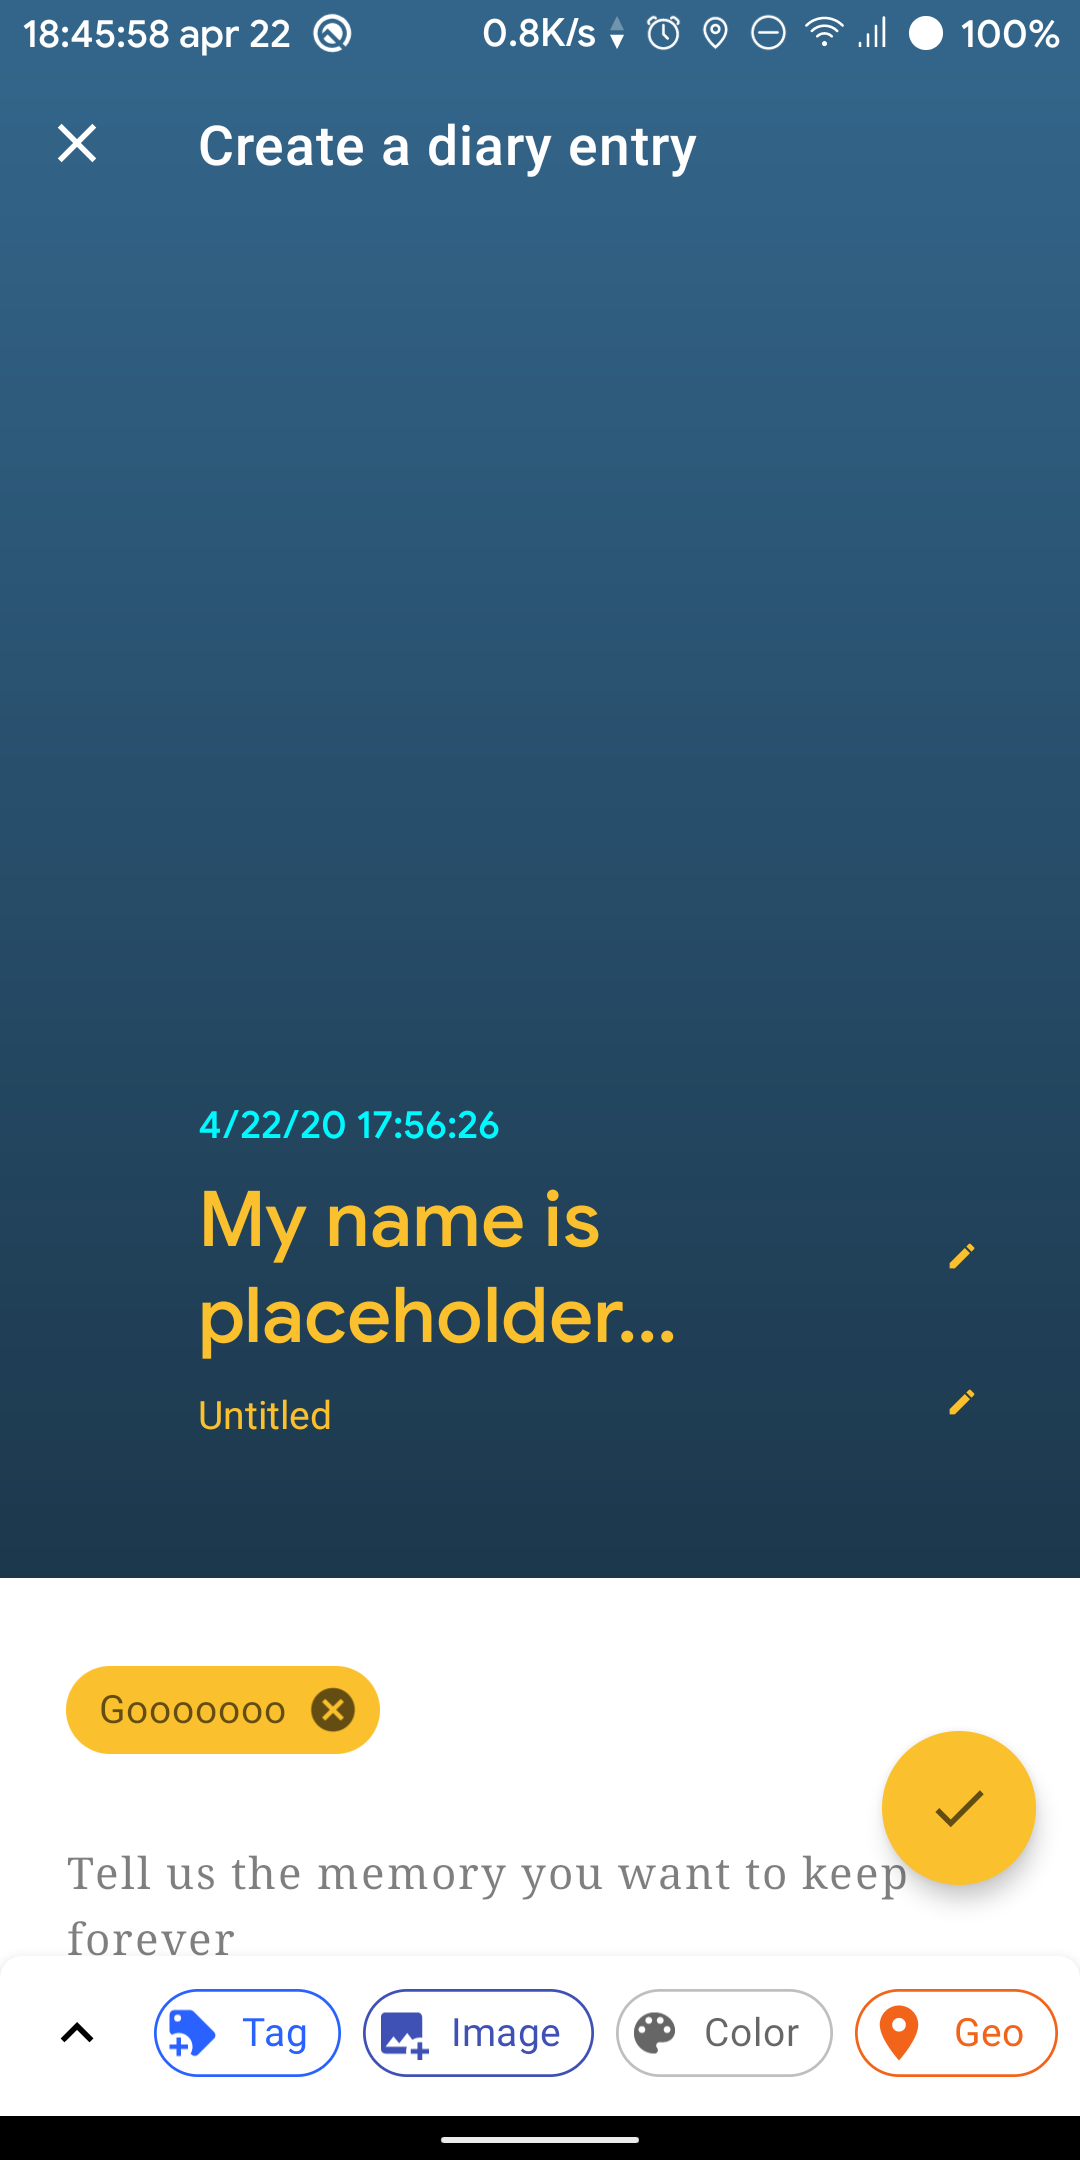 18:45:58 apr 22 0.8K/s 100%
Create a diary entry
4/22/20 17:56:26
My name is
placeholder...
Untitled
Gooooooo
Tell us the memory you want to keep
forever
Tag Image Color Geo